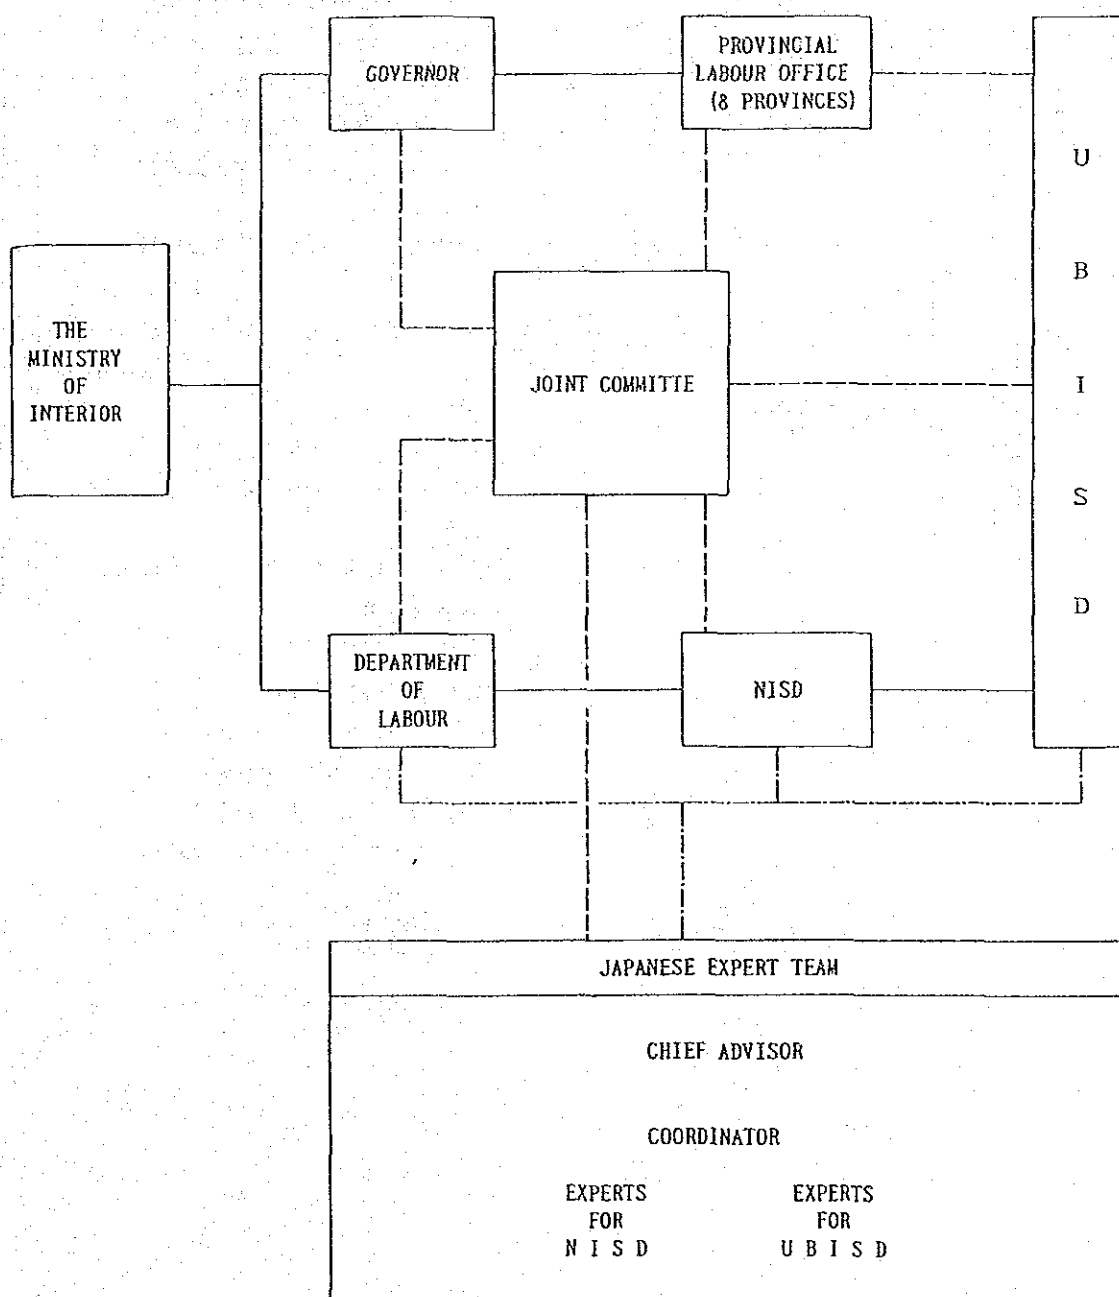 GOVERNOR
PROVINCIAL
LABOUR OFFICE
(8 PROVINCES)
U
B
I
S
D
THE
MINISTRY
OF
INTERIOR
JOINT COMMITTE
DEPARTMENT
OF
LABOUR
NISD
JAPANESE EXPERT TEAM
CHIEF ADVISOR
COORDINATOR
EXPERTS
FOR
N I S D
EXPERTS
FOR
U B I S D